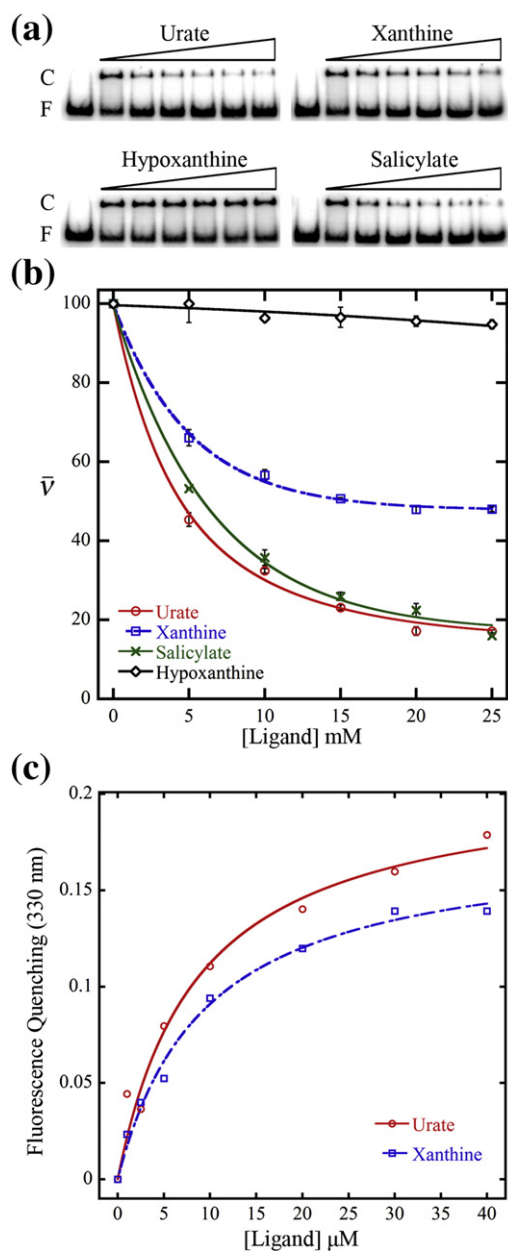 (a)
Urate Xanthine
C C
F F
Hypoxanthine Salicylate
C C
F F
(b)
100
80
60
40
20
0
ν̄
Urate
Xanthine
Salicylate
Hypoxanthine
0 5 10 15 20 25
[Ligand] mM
(c)
0.2
0.15
0.1
0.05
0
Fluorescence Quenching (330 nm)
Urate
Xanthine
0 5 10 15 20 25 30 35 40
[Ligand] μM